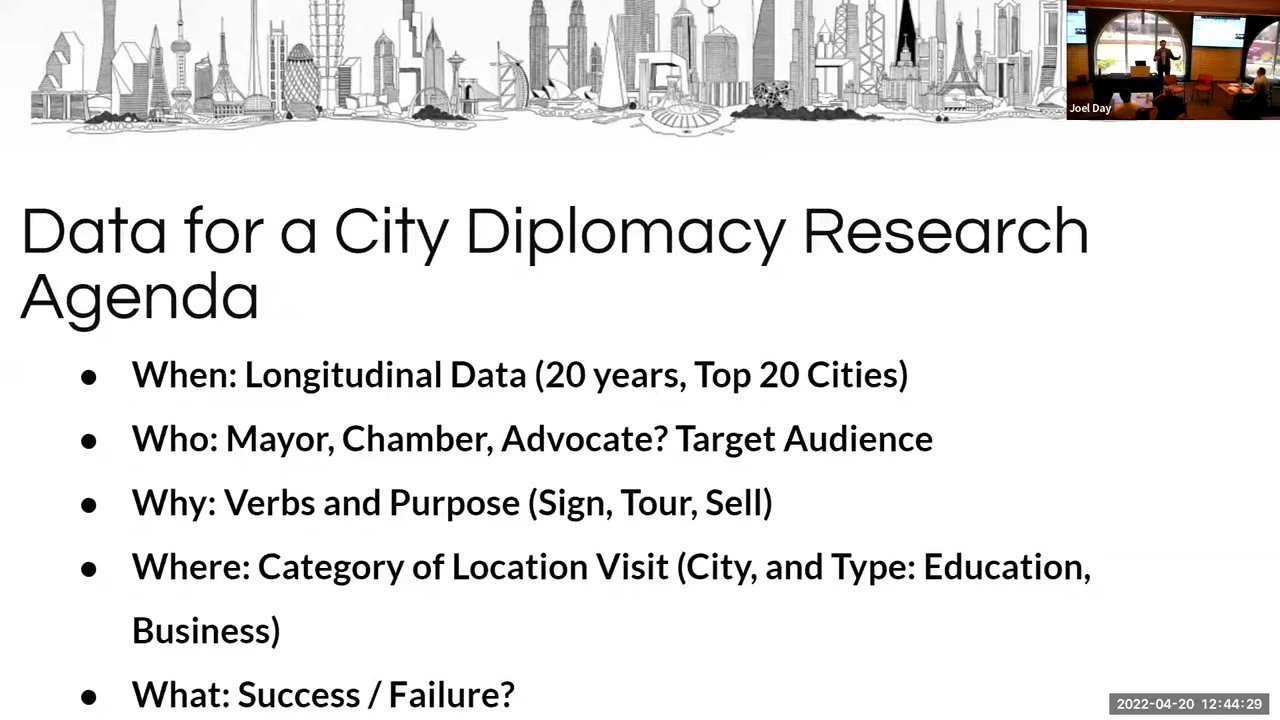 Joel Day
Data for a City Diplomacy Research
Agenda
● When: Longitudinal Data (20 years, Top 20 Cities)
● Who: Mayor, Chamber, Advocate? Target Audience
● Why: Verbs and Purpose (Sign, Tour, Sell)
● Where: Category of Location Visit (City, and Type: Education,
Business)
● What: Success / Failure?
2022-04-20 12:44:29